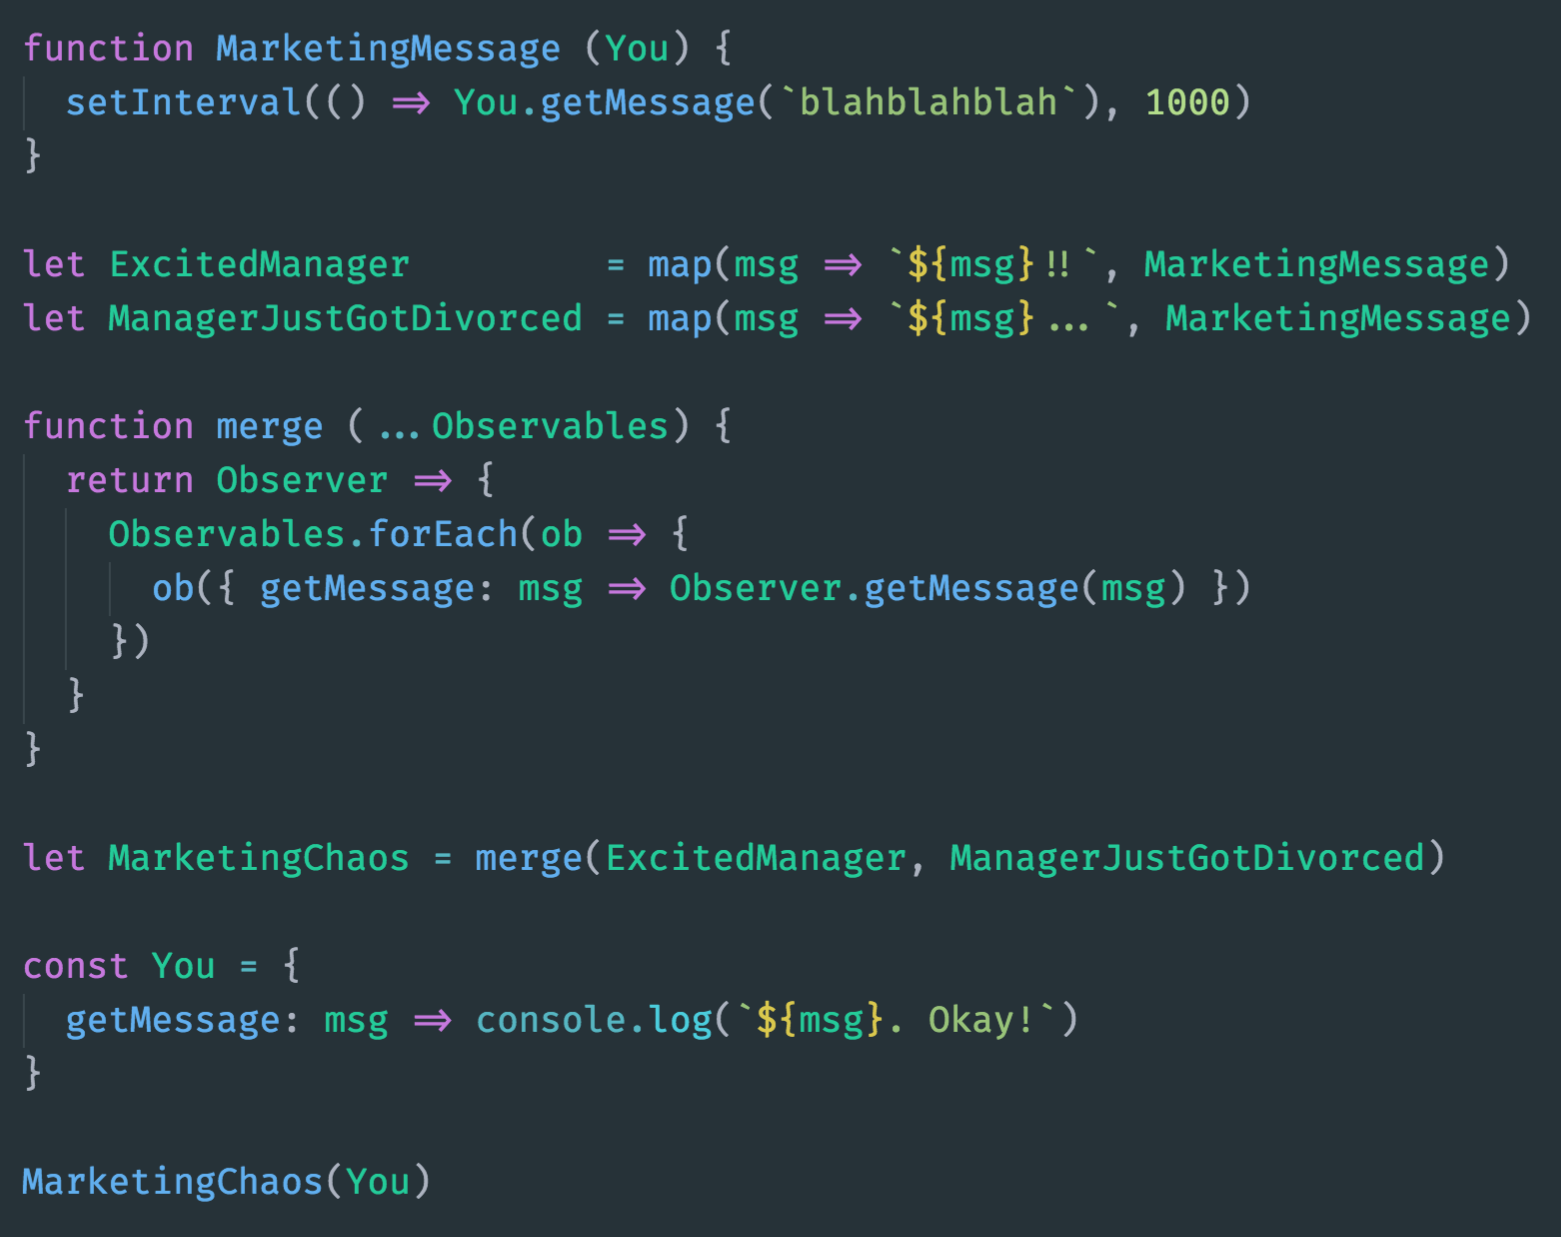 function MarketingMessage (You) {
  setInterval(() => You.getMessage(`blahblahblah`), 1000)
}

let ExcitedManager         = map(msg => `${msg}!!`, MarketingMessage)
let ManagerJustGotDivorced = map(msg => `${msg}...`, MarketingMessage)

function merge (...Observables) {
  return Observer => {
    Observables.forEach(ob => {
      ob({ getMessage: msg => Observer.getMessage(msg) })
    })
  }
}

let MarketingChaos = merge(ExcitedManager, ManagerJustGotDivorced)

const You = {
  getMessage: msg => console.log(`${msg}. Okay!`)
}

MarketingChaos(You)